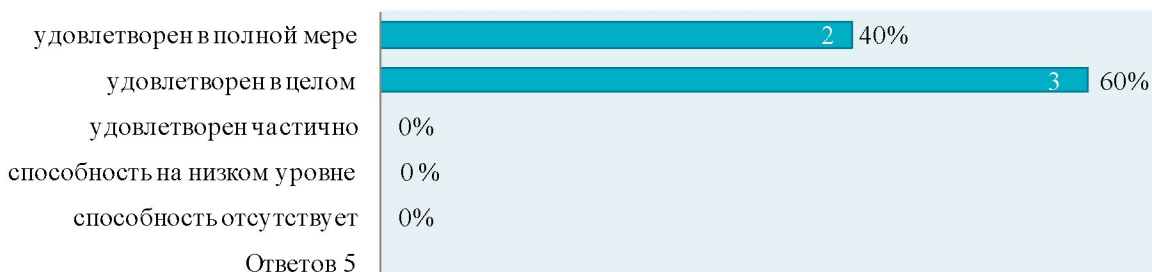 удовлетворен в полной мере 2 40%
удовлетворен в целом 3 60%
удовлетворен частично 0%
способность на низком уровне 0%
способность отсутствует 0%
Ответов 5